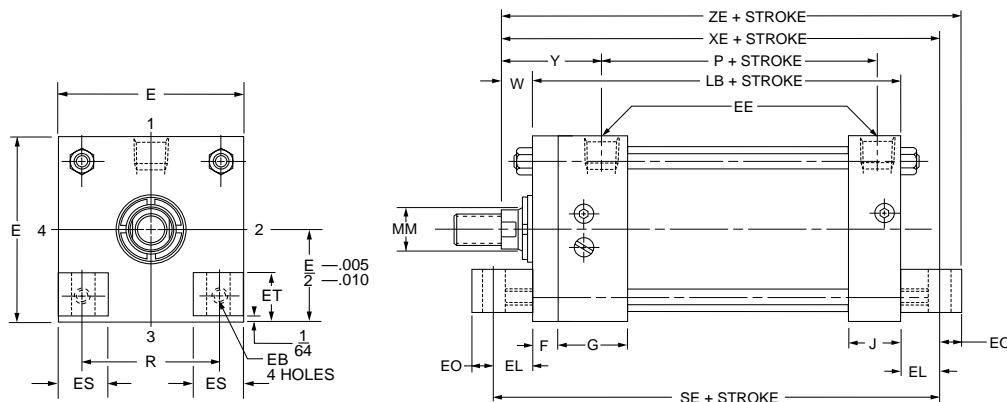 ZE + STROKE
XE + STROKE
Y
P + STROKE
W
LB + STROKE
E
EE
1
E
4
2
MM
E —.005
2 —.010
ET
1
64
3
R
EB
4 HOLES
ES
ES
F
G
J
EO
EL
EL
EO
SE + STROKE